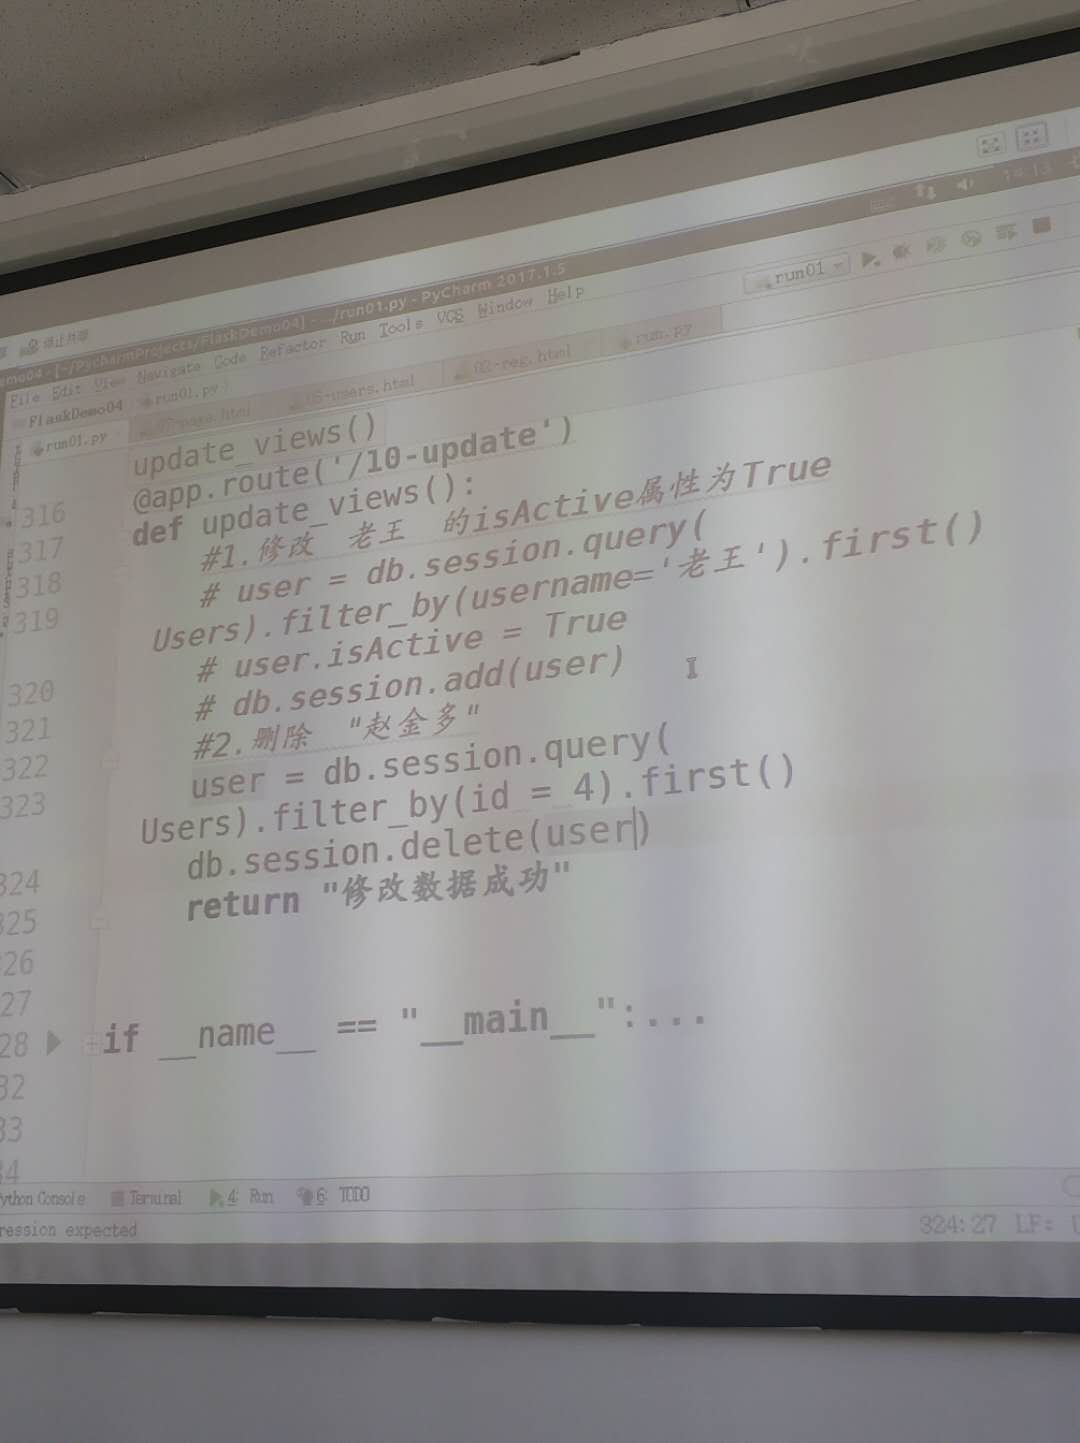 停止共享
14:13
emo04 - [~/PycharmProjects/FlaskDemo04] - .../run01.py - PyCharm 2017.1.5
File Edit View Navigate Code Refactor Run Tools VCS Window Help
run01
FlaskDemo04 run01.py
run01.py 05-users.html 02-reg.html run.py
update_views()
316 @app.route('/10-update')
317 def update_views():
318 #1.修改 老王 的isActive属性为True
319 # user = db.session.query(
Users).filter_by(username='老王').first()
320 # user.isActive = True
321 # db.session.add(user)
322 #2.删除 "赵金多"
323 user = db.session.query(
Users).filter_by(id = 4).first()
324 db.session.delete(user)
325 return "修改数据成功"
26
27
28 if __name__ == "__main__":...
32
33
34
ython Console Terminal 4: Run 6: TODO
ression expected
324:27 LF: